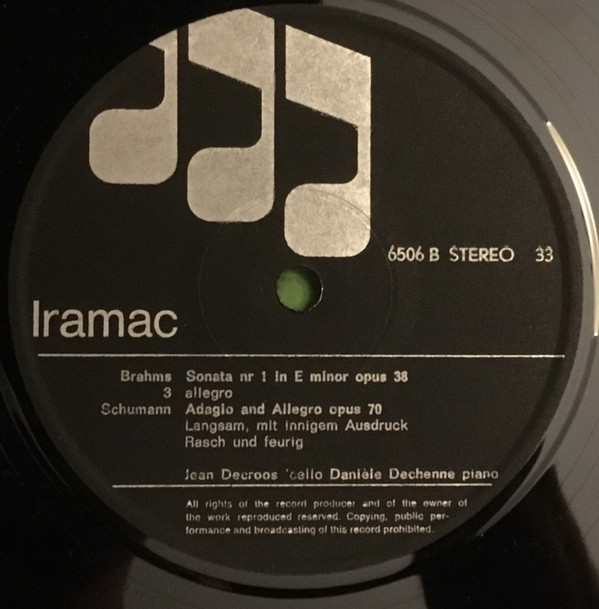 6506 B STEREO 33
Iramac
Brahms Sonata nr 1 in E minor opus 38
3 allegro
Schumann Adagio and Allegro opus 70
Langsam, mit innigem Ausdruck
Rasch und feurig
Jean Decroos 'cello Danièle Dechenne piano
All rights of the record producer and of the owner of
the work reproduced reserved. Copying, public per-
formance and broadcasting of this record prohibited.